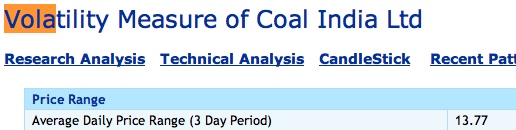 Volatility Measure of Coal India Ltd
Research Analysis Technical Analysis CandleStick Recent Patt
Price Range
Average Daily Price Range (3 Day Period) 13.77